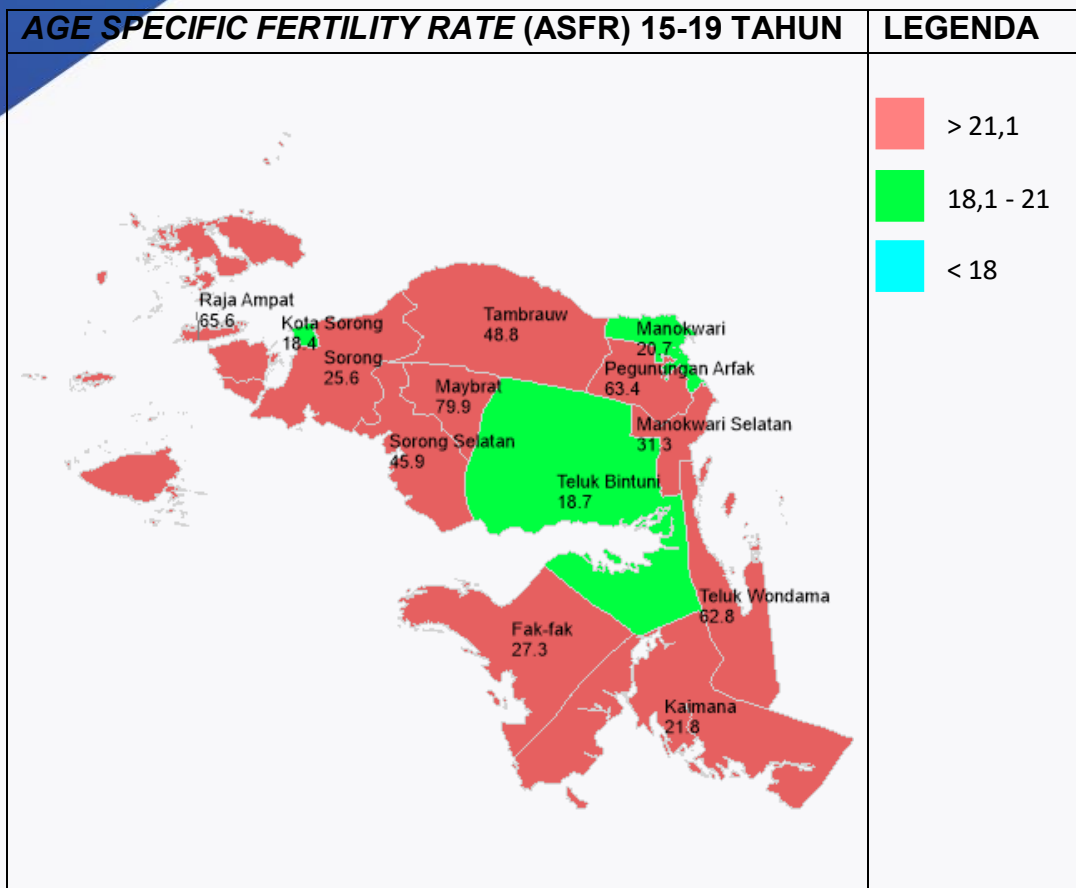 AGE SPECIFIC FERTILITY RATE (ASFR) 15-19 TAHUN
LEGENDA
> 21,1
18,1 - 21
< 18
Raja Ampat
65.6
Kota Sorong
18.4
Sorong
25.6
Tambrauw
48.8
Manokwari
20.7
Pegunungan Arfak
63.4
Maybrat
79.9
Manokwari Selatan
31.3
Sorong Selatan
45.9
Teluk Bintuni
18.7
Teluk Wondama
62.8
Fak-fak
27.3
Kaimana
21.8